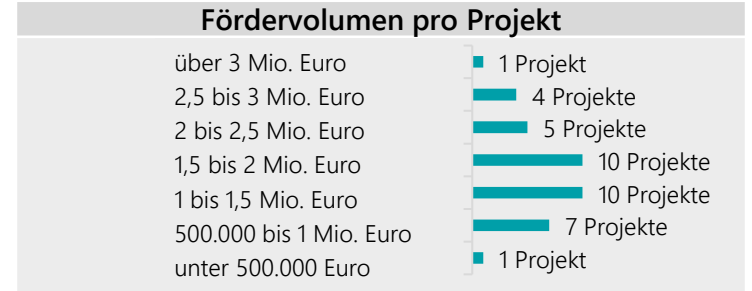 Fördervolumen pro Projekt
über 3 Mio. Euro 1 Projekt
2,5 bis 3 Mio. Euro 4 Projekte
2 bis 2,5 Mio. Euro 5 Projekte
1,5 bis 2 Mio. Euro 10 Projekte
1 bis 1,5 Mio. Euro 10 Projekte
500.000 bis 1 Mio. Euro 7 Projekte
unter 500.000 Euro 1 Projekt